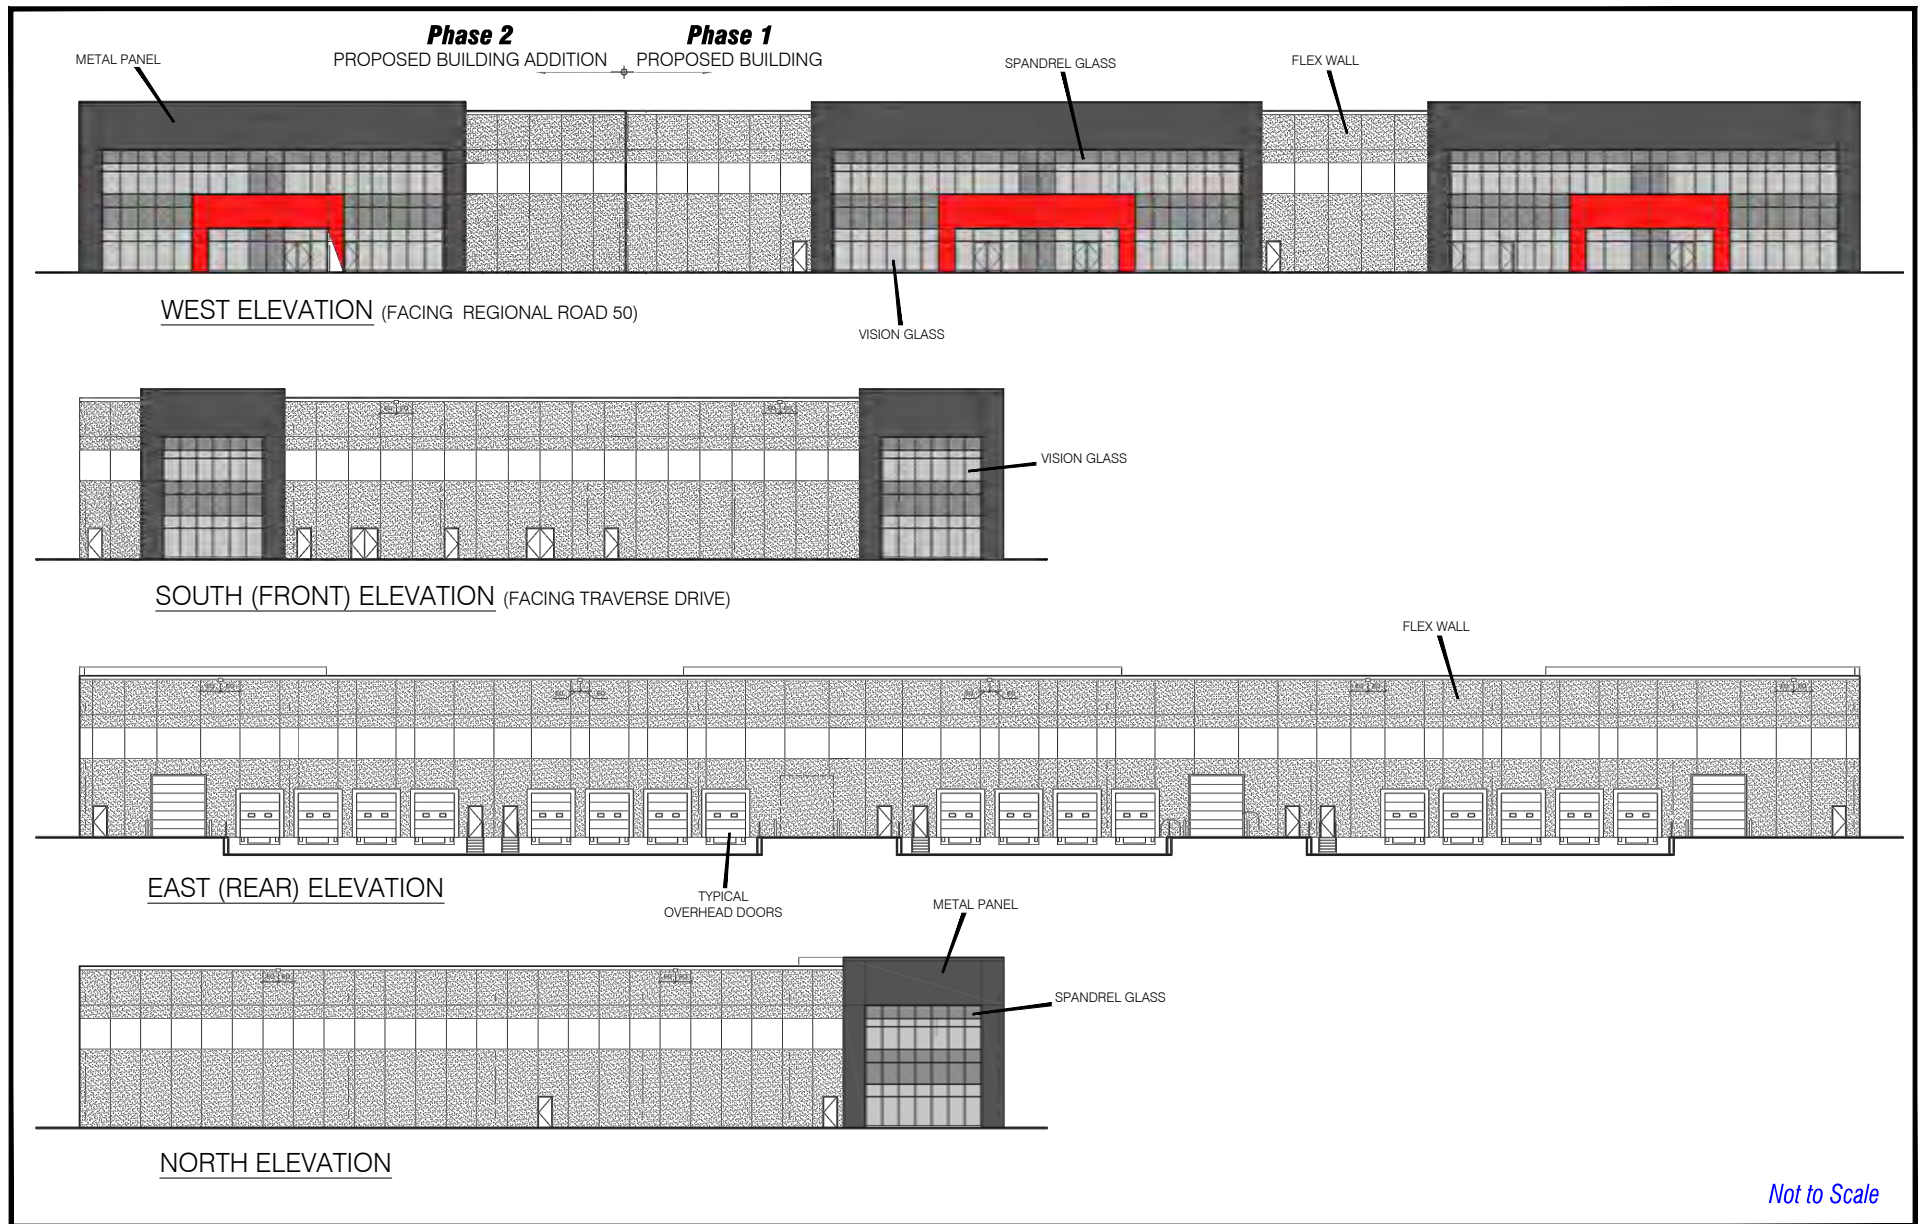 Phase 2
PROPOSED BUILDING ADDITION
Phase 1
PROPOSED BUILDING
METAL PANEL
SPANDREL GLASS
FLEX WALL
WEST ELEVATION (FACING REGIONAL ROAD 50)
VISION GLASS
VISION GLASS
SOUTH (FRONT) ELEVATION (FACING TRAVERSE DRIVE)
FLEX WALL
EAST (REAR) ELEVATION
TYPICAL
OVERHEAD DOORS
METAL PANEL
SPANDREL GLASS
NORTH ELEVATION
Not to Scale